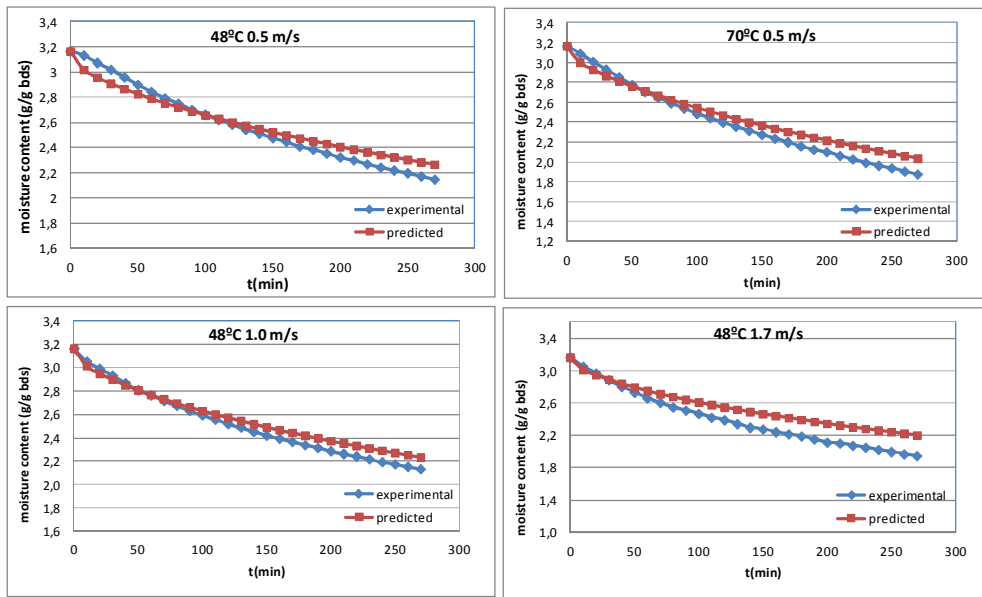 48ºC 0.5 m/s
moisture content (g/g bds)
3,4
3,2
3
2,8
2,6
2,4
2,2
2
1,8
1,6
experimental
predicted
0 50 100 150 200 250 300
t(min)
70ºC 0.5 m/s
moisture content (g/g bds)
3,4
3,2
3,0
2,8
2,6
2,4
2,2
2,0
1,8
1,6
1,4
1,2
experimental
predicted
0 50 100 150 200 250 300
t(min)
48ºC 1.0 m/s
moisture content (g/g bds)
3,4
3,2
3,0
2,8
2,6
2,4
2,2
2,0
1,8
1,6
experimental
predicted
0 50 100 150 200 250 300
t(min)
48ºC 1.7 m/s
moisture content (g/g bds)
3,4
3,0
2,6
2,2
1,8
1,4
1,0
experimental
predicted
0 50 100 150 200 250 300
t(min)